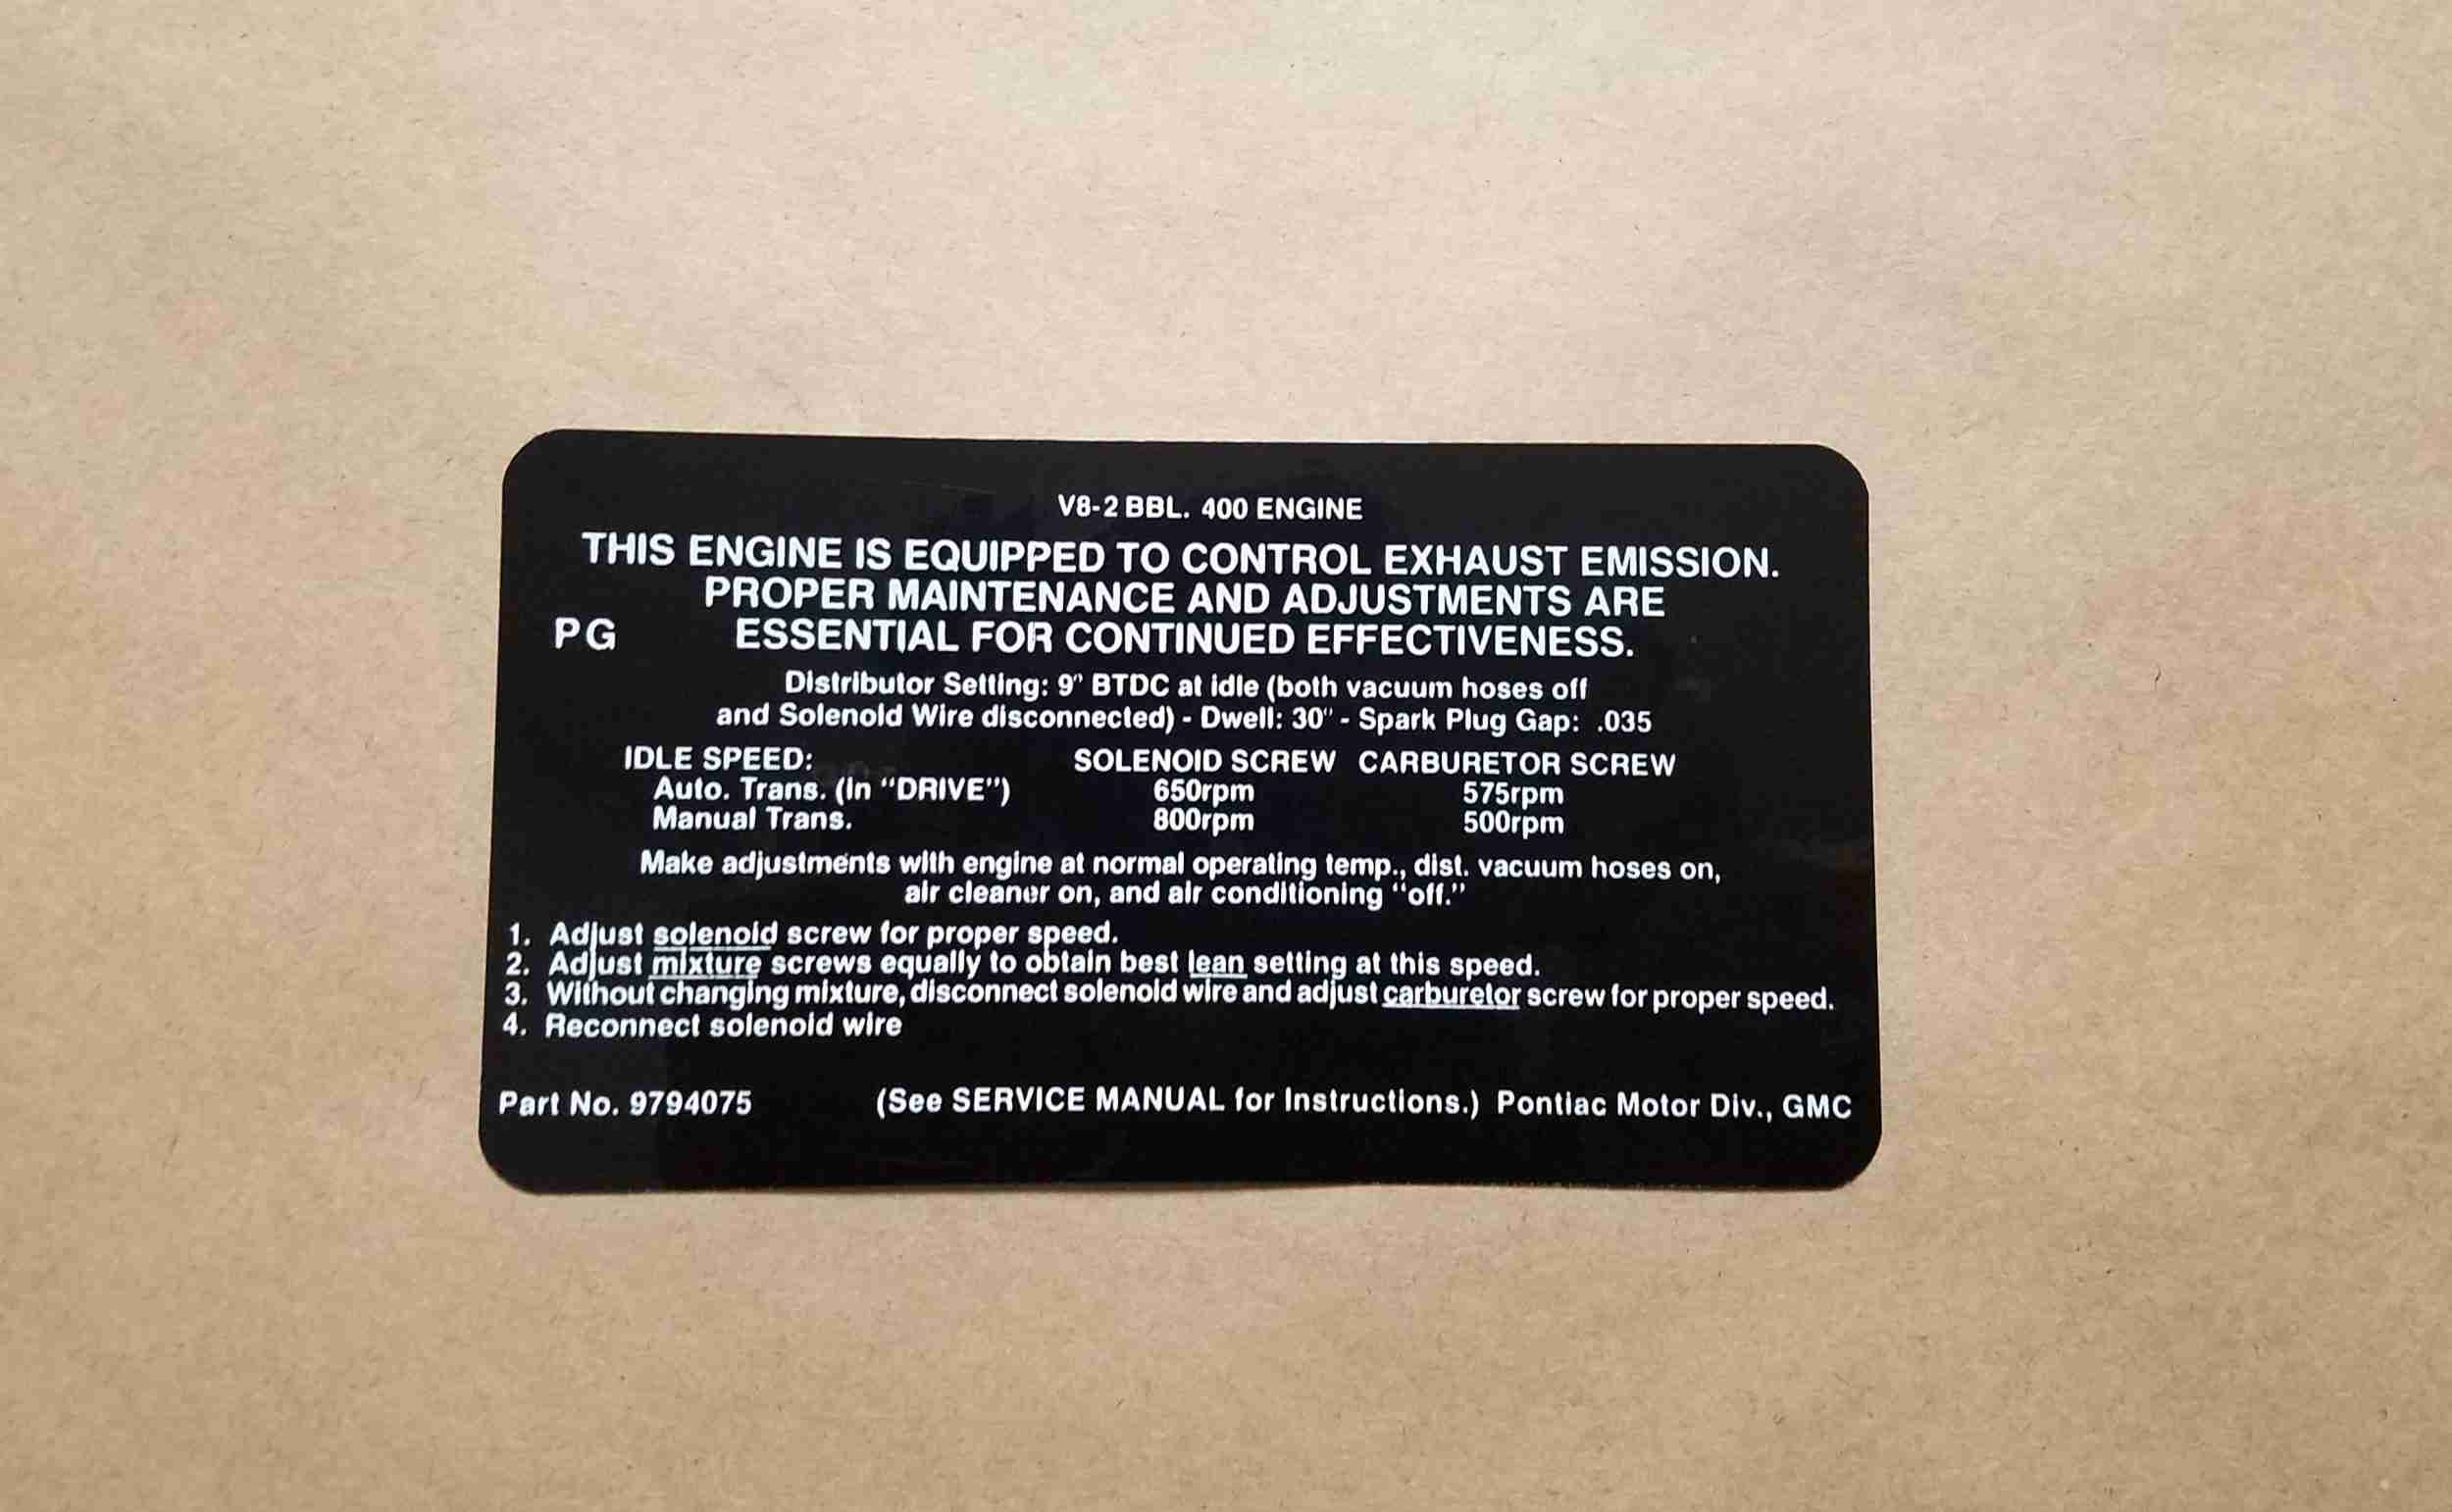 V8-2 BBL. 400 ENGINE
THIS ENGINE IS EQUIPPED TO CONTROL EXHAUST EMISSION.
PROPER MAINTENANCE AND ADJUSTMENTS ARE
PG ESSENTIAL FOR CONTINUED EFFECTIVENESS.
Distributor Setting: 9" BTDC at idle (both vacuum hoses off
and Solenoid Wire disconnected) - Dwell: 30" - Spark Plug Gap: .035
IDLE SPEED: SOLENOID SCREW CARBURETOR SCREW
Auto. Trans. (In "DRIVE") 650rpm 575rpm
Manual Trans. 800rpm 500rpm
Make adjustments with engine at normal operating temp., dist. vacuum hoses on,
air cleaner on, and air conditioning "off."
1. Adjust solenoid screw for proper speed.
2. Adjust mixture screws equally to obtain best lean setting at this speed.
3. Without changing mixture, disconnect solenoid wire and adjust carburetor screw for proper speed.
4. Reconnect solenoid wire
Part No. 9794075 (See SERVICE MANUAL for Instructions.) Pontiac Motor Div., GMC